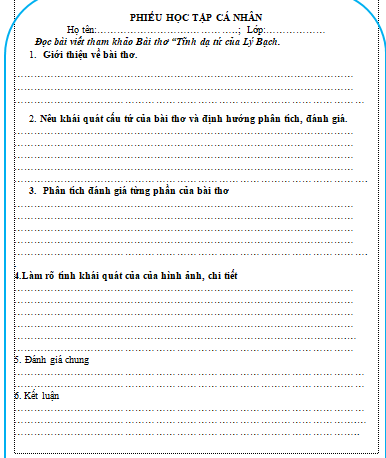 PHIẾU HỌC TẬP CÁ NHÂN
Họ tên:……………………………………; Lớp:………………
Đọc bài viết tham khảo Bài thơ “Tĩnh dạ tứ của Lý Bạch.
1. Giới thiệu về bài thơ.
2. Nêu khái quát cấu tứ của bài thơ và định hướng phân tích, đánh giá.
3. Phân tích đánh giá từng phần của bài thơ
4.Làm rõ tính khái quát của của hình ảnh, chi tiết
5. Đánh giá chung
6. Kết luận